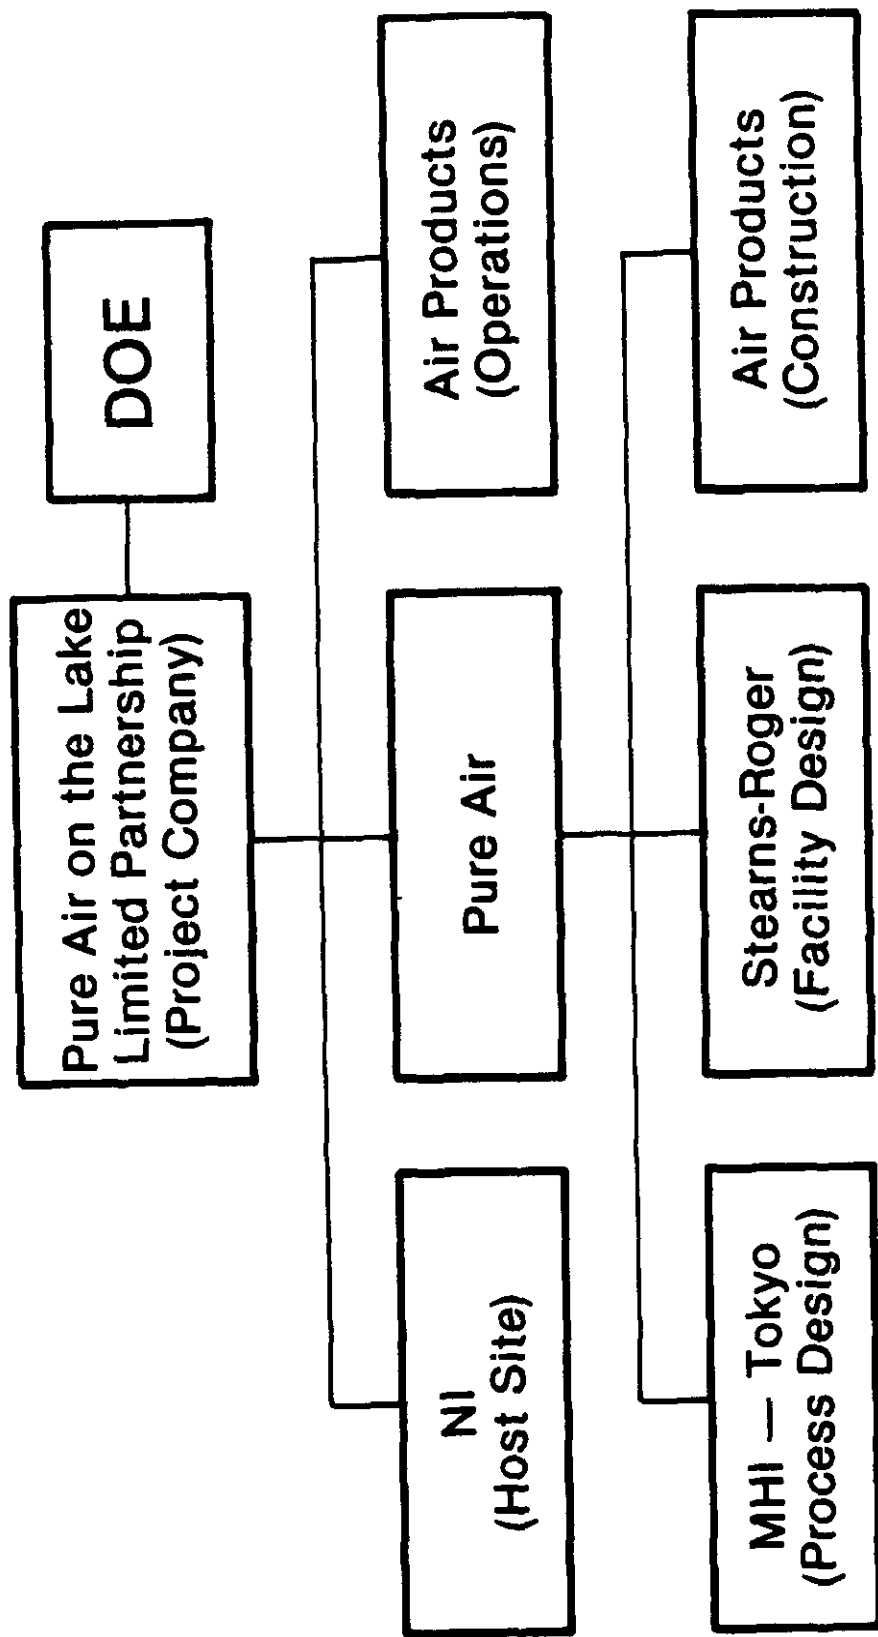 Pure Air on the Lake
Limited Partnership
(Project Company)
DOE
NI
(Host Site)
Pure Air
Air Products
(Operations)
MHI — Tokyo
(Process Design)
Stearns-Roger
(Facility Design)
Air Products
(Construction)